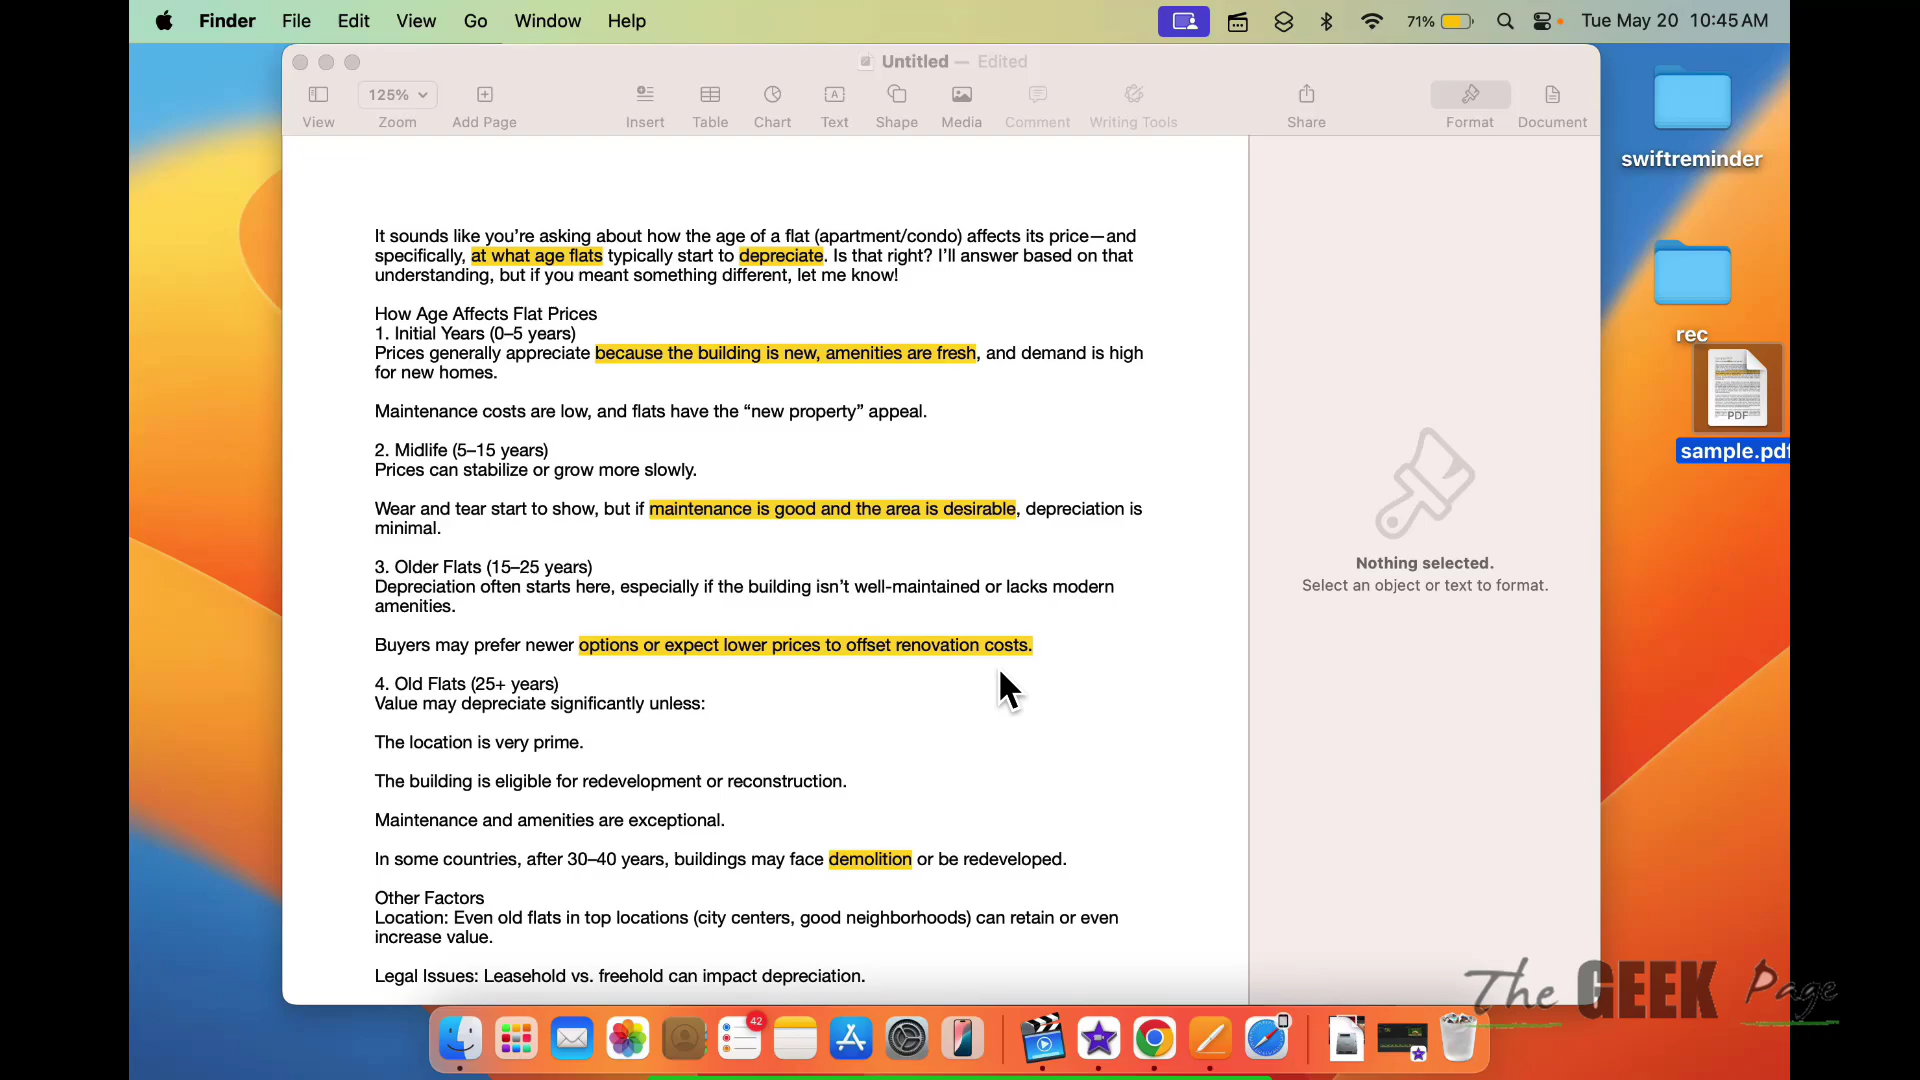 Finder File Edit View Go Window Help 71% Tue May 20 10:45 AM
Untitled — Edited
125%
View Zoom Add Page Insert Table Chart Text Shape Media Comment Writing Tools Share Format Document
swiftreminder
rec
PDF
sample.pdf
It sounds like you're asking about how the age of a flat (apartment/condo) affects its price—and
specifically, at what age flats typically start to depreciate. Is that right? I'll answer based on that
understanding, but if you meant something different, let me know!
How Age Affects Flat Prices
1. Initial Years (0–5 years)
Prices generally appreciate because the building is new, amenities are fresh, and demand is high
for new homes.
Maintenance costs are low, and flats have the “new property” appeal.
2. Midlife (5–15 years)
Prices can stabilize or grow more slowly.
Wear and tear start to show, but if maintenance is good and the area is desirable, depreciation is
minimal.
3. Older Flats (15–25 years)
Depreciation often starts here, especially if the building isn't well-maintained or lacks modern
amenities.
Buyers may prefer newer options or expect lower prices to offset renovation costs.
4. Old Flats (25+ years)
Value may depreciate significantly unless:
The location is very prime.
The building is eligible for redevelopment or reconstruction.
Maintenance and amenities are exceptional.
In some countries, after 30–40 years, buildings may face demolition or be redeveloped.
Other Factors
Location: Even old flats in top locations (city centers, good neighborhoods) can retain or even
increase value.
Legal Issues: Leasehold vs. freehold can impact depreciation.
Nothing selected.
Select an object or text to format.
The GEEK Page
42